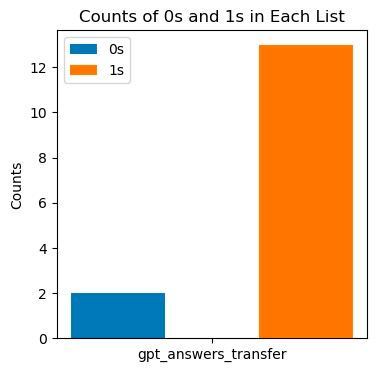 Counts of 0s and 1s in Each List
0s
1s
12
10
8
6
4
2
0
Counts
gpt_answers_transfer